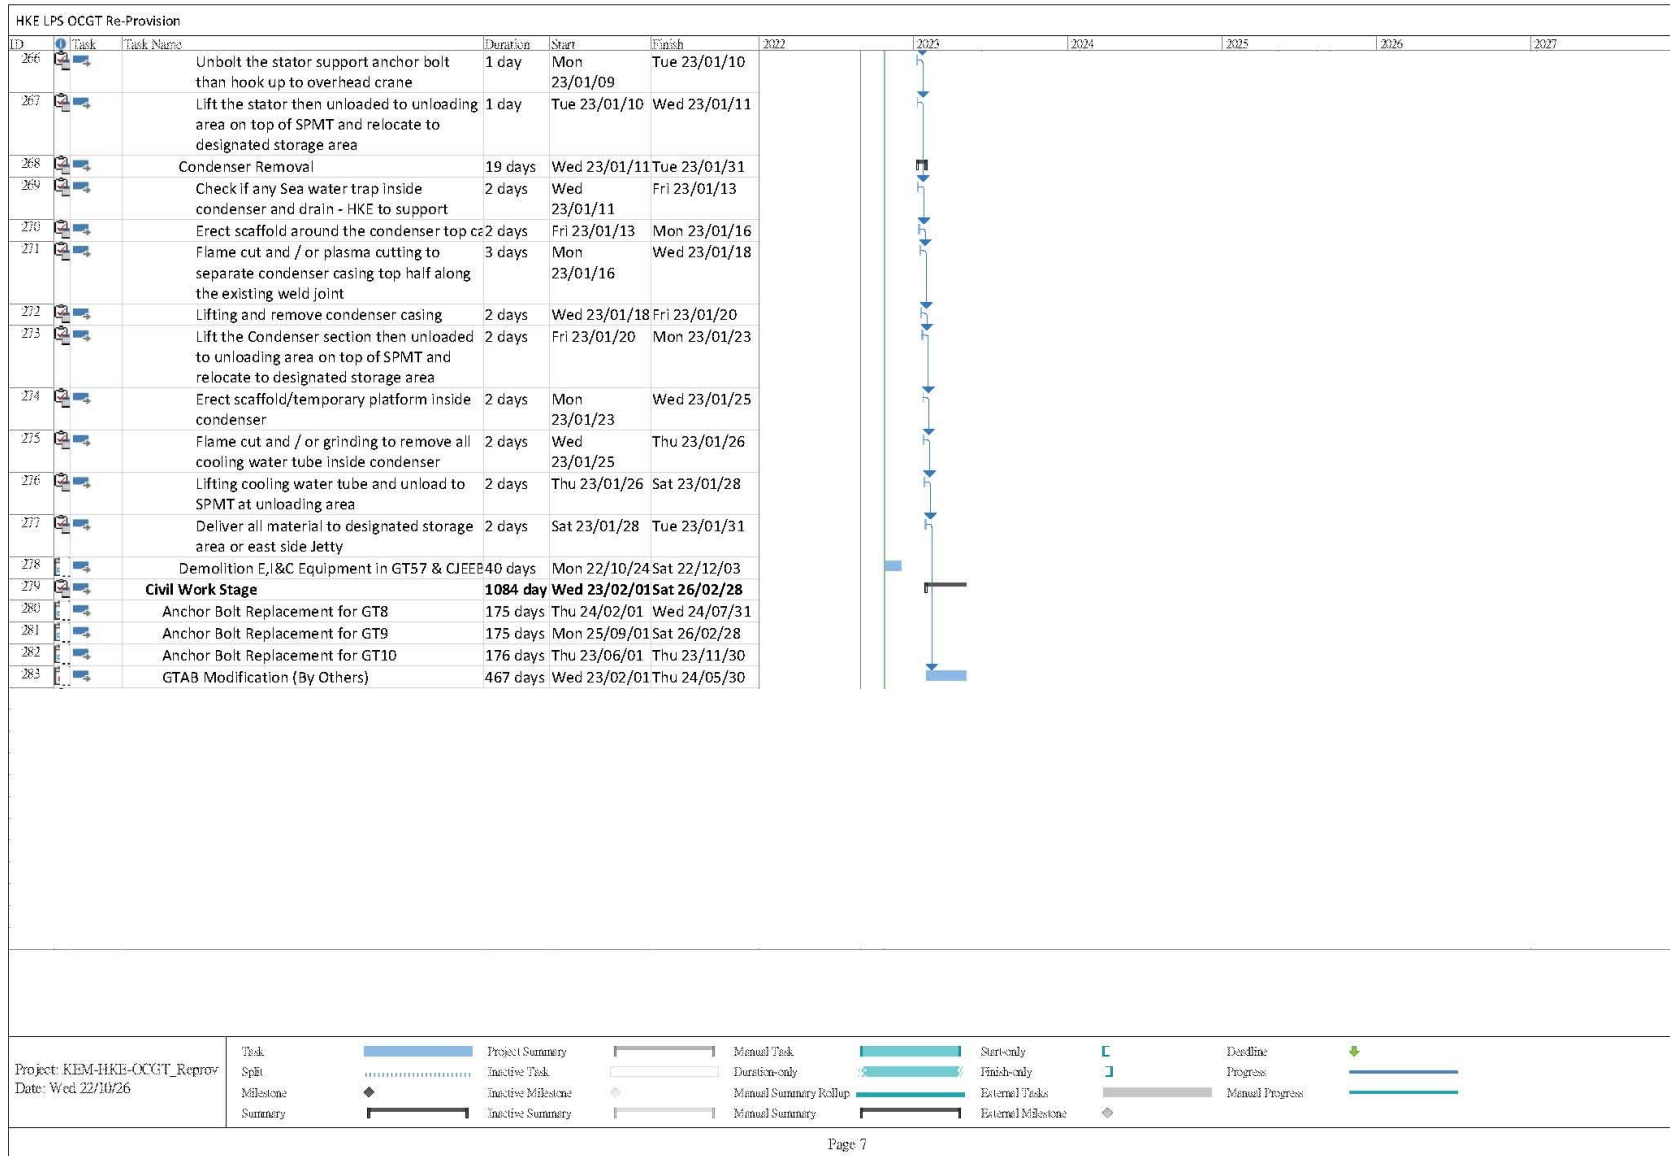 HKE LPS OCGT Re-Provision
ID Task Task Name Duration Start Finish 2022 2023 2024 2025 2026 2027
266 Unbolt the stator support anchor bolt 1 day Mon Tue 23/01/10
than hook up to overhead crane 23/01/09
267 Lift the stator then unloaded to unloading 1 day Tue 23/01/10 Wed 23/01/11
area on top of SPMT and relocate to
designated storage area
268 Condenser Removal 19 days Wed 23/01/11 Tue 23/01/31
269 Check if any Sea water trap inside 2 days Wed Fri 23/01/13
condenser and drain - HKE to support 23/01/11
270 Erect scaffold around the condenser top ca 2 days Fri 23/01/13 Mon 23/01/16
271 Flame cut and / or plasma cutting to 3 days Mon Wed 23/01/18
separate condenser casing top half along 23/01/16
the existing weld joint
272 Lifting and remove condenser casing 2 days Wed 23/01/18 Fri 23/01/20
273 Lift the Condenser section then unloaded 2 days Fri 23/01/20 Mon 23/01/23
to unloading area on top of SPMT and
relocate to designated storage area
274 Erect scaffold/temporary platform inside 2 days Mon Wed 23/01/25
condenser 23/01/23
275 Flame cut and / or grinding to remove all 2 days Wed Thu 23/01/26
cooling water tube inside condenser 23/01/25
276 Lifting cooling water tube and unload to 2 days Thu 23/01/26 Sat 23/01/28
SPMT at unloading area
277 Deliver all material to designated storage 2 days Sat 23/01/28 Tue 23/01/31
area or east side Jetty
278 Demolition E,I&C Equipment in GT57 & CJEEB 40 days Mon 22/10/24 Sat 22/12/03
279 Civil Work Stage 1084 day Wed 23/02/01 Sat 26/02/28
280 Anchor Bolt Replacement for GT8 175 days Thu 24/02/01 Wed 24/07/31
281 Anchor Bolt Replacement for GT9 175 days Mon 25/09/01 Sat 26/02/28
282 Anchor Bolt Replacement for GT10 176 days Thu 23/06/01 Thu 23/11/30
283 GTAB Modification (By Others) 467 days Wed 23/02/01 Thu 24/05/30
Project: KEM-HKE-OCGT_Reprov
Date: Wed 22/10/26
Task Project Summary Manual Task Start-only Deadline
Split Inactive Task Duration-only Finish-only Progress
Milestone Inactive Milestone Manual Summary Rollup External Tasks Manual Progress
Summary Inactive Summary Manual Summary External Milestone
Page 7